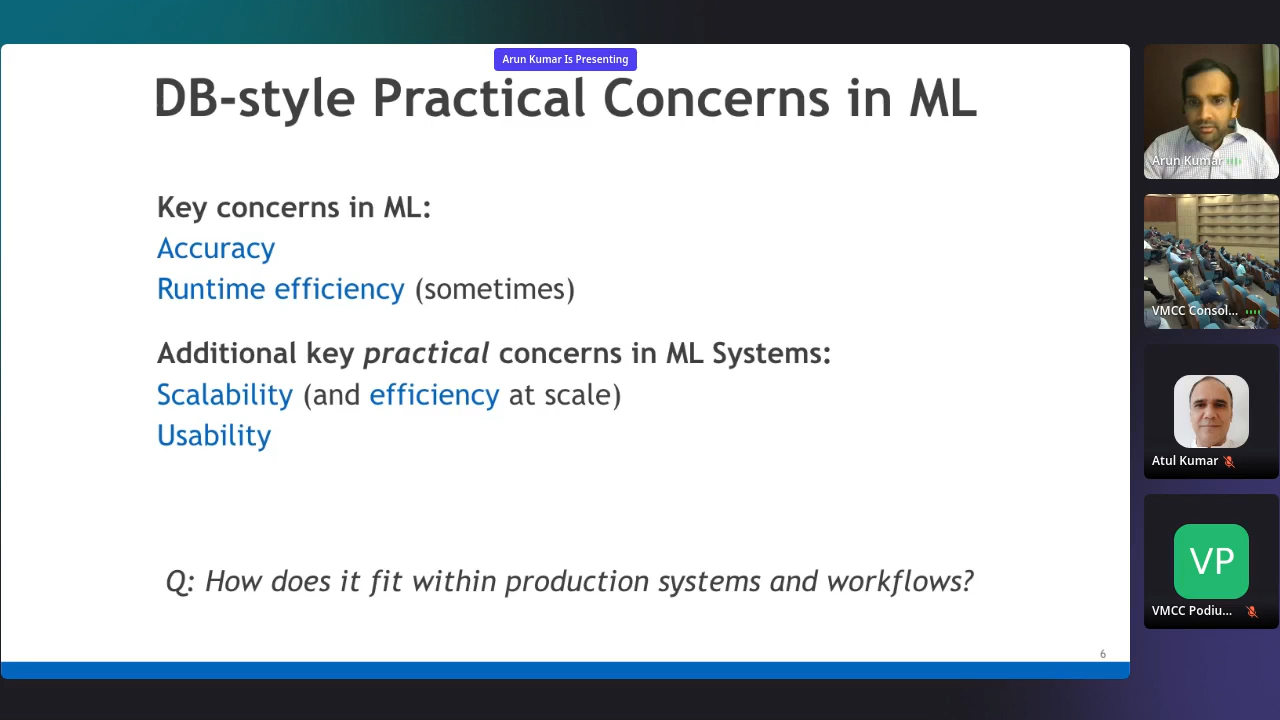 Arun Kumar Is Presenting
DB-style Practical Concerns in ML
Key concerns in ML:
Accuracy
Runtime efficiency (sometimes)
Additional key practical concerns in ML Systems:
Scalability (and efficiency at scale)
Usability
Q: How does it fit within production systems and workflows?
6
Arun Kumar
VMCC Consol...
Atul Kumar
VP
VMCC Podiu...